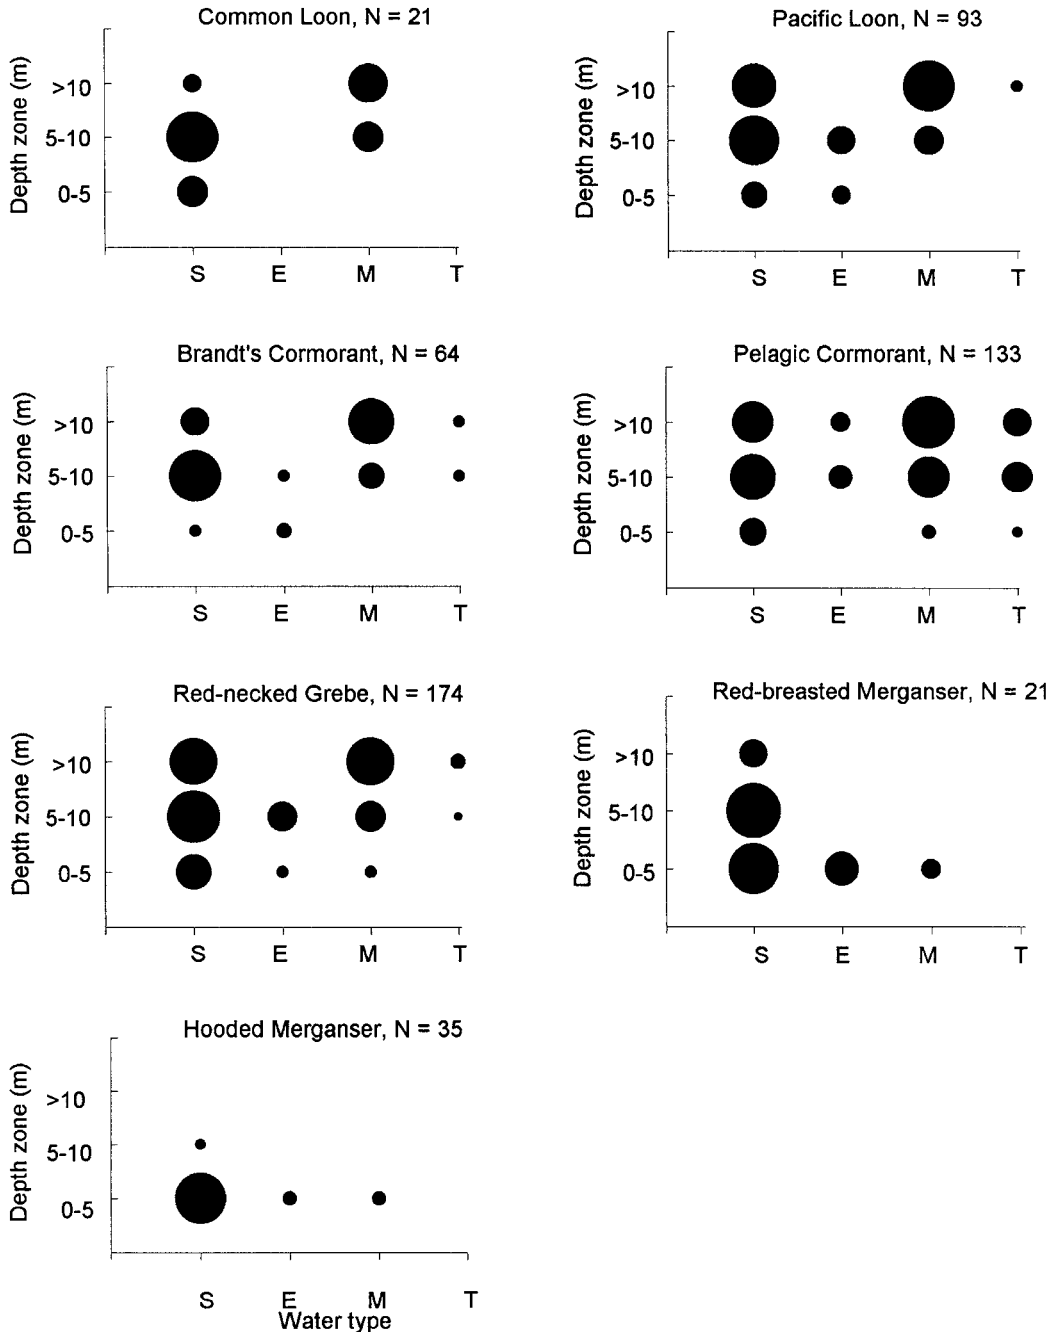 Common Loon, N = 21
Depth zone (m)
>10
5-10
0-5
S E M T
Pacific Loon, N = 93
Depth zone (m)
>10
5-10
0-5
S E M T
Brandt's Cormorant, N = 64
Depth zone (m)
>10
5-10
0-5
S E M T
Pelagic Cormorant, N = 133
Depth zone (m)
>10
5-10
0-5
S E M T
Red-necked Grebe, N = 174
Depth zone (m)
>10
5-10
0-5
S E M T
Red-breasted Merganser, N = 21
Depth zone (m)
>10
5-10
0-5
S E M T
Hooded Merganser, N = 35
Depth zone (m)
>10
5-10
0-5
S E M T
Water type